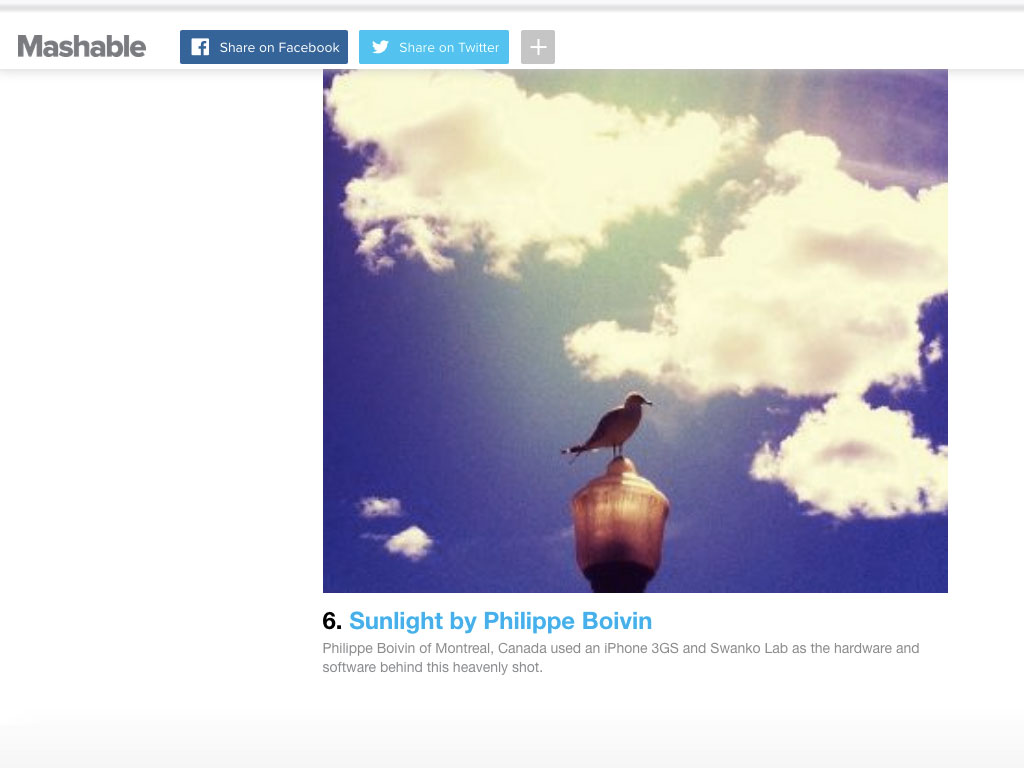 Mashable
Share on Facebook
Share on Twitter
6. Sunlight by Philippe Boivin
Philippe Boivin of Montreal, Canada used an iPhone 3GS and Swanko Lab as the hardware and
software behind this heavenly shot.